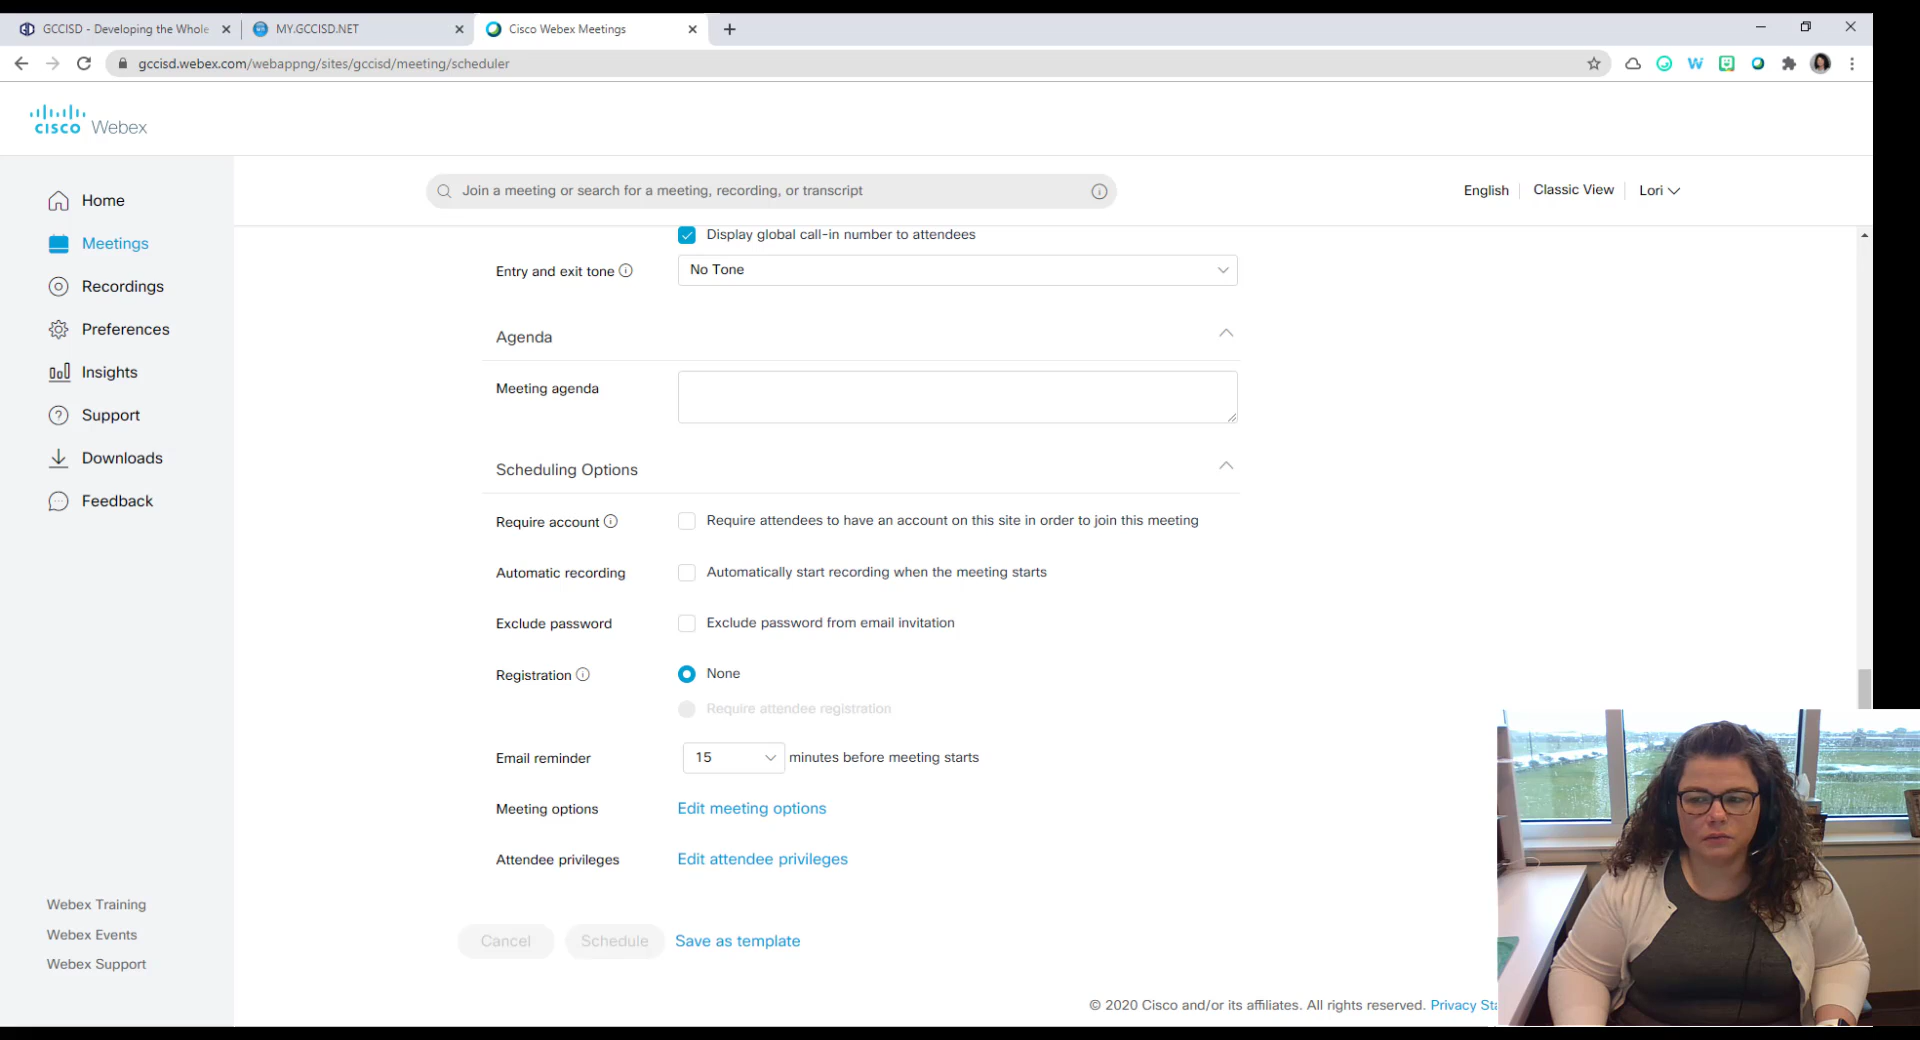 GCCISD - Developing the Whole
MY.GCCISD.NET
Cisco Webex Meetings
gccisd.webex.com/webappng/sites/gccisd/meeting/scheduler
CISCO Webex
Join a meeting or search for a meeting, recording, or transcript
English
Classic View
Lori
Home
Meetings
Recordings
Preferences
Insights
Support
Downloads
Feedback
Webex Training
Webex Events
Webex Support
Display global call-in number to attendees
Entry and exit tone
No Tone
Agenda
Meeting agenda
Scheduling Options
Require account
Require attendees to have an account on this site in order to join this meeting
Automatic recording
Automatically start recording when the meeting starts
Exclude password
Exclude password from email invitation
Registration
None
Require attendee registration
Email reminder
15 minutes before meeting starts
Meeting options
Edit meeting options
Attendee privileges
Edit attendee privileges
Cancel
Schedule
Save as template
© 2020 Cisco and/or its affiliates. All rights reserved. Privacy Sta